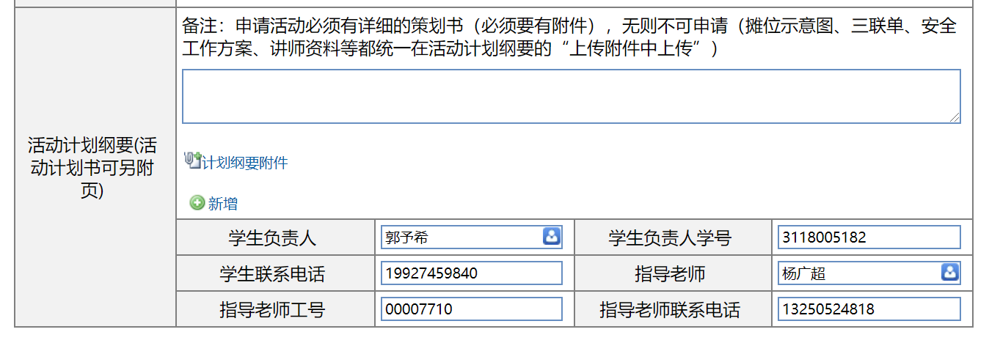 备注：申请活动必须有详细的策划书（必须要有附件），无则不可申请（摊位示意图、三联单、安全
工作方案、讲师资料等都统一在活动计划纲要的“上传附件中上传”）
活动计划纲要(活
动计划书可另附
页)
计划纲要附件
新增
学生负责人 郭予希 学生负责人学号 3118005182
学生联系电话 19927459840 指导老师 杨广超
指导老师工号 00007710 指导老师联系电话 13250524818